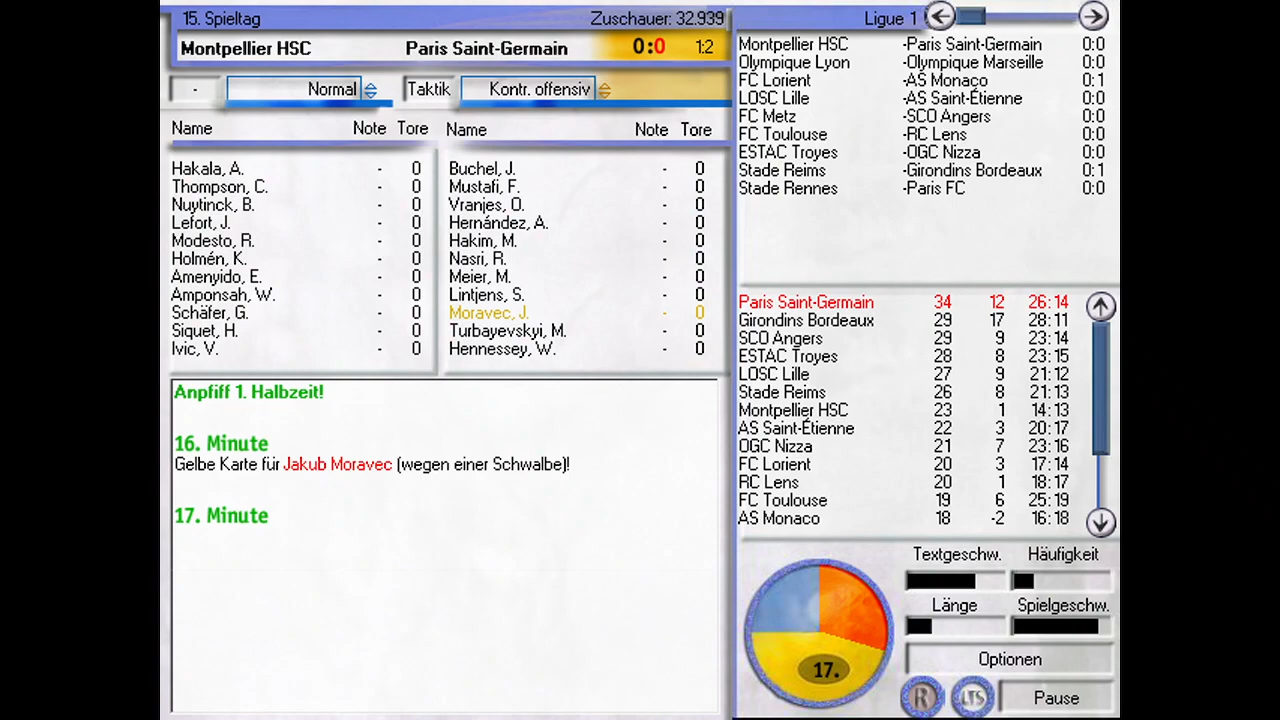 15. Spieltag Zuschauer: 32.939
Montpellier HSC Paris Saint-Germain 0:0 1:2
- Normal Taktik Kontr. offensiv
Name Note Tore Name Note Tore
Hakala, A. - 0 Buchel, J. - 0
Thompson, C. - 0 Mustafi, F. - 0
Nuytinck, B. - 0 Vranjes, O. - 0
Lefort, J. - 0 Hernández, A. - 0
Modesto, R. - 0 Hakim, M. - 0
Holmén, K. - 0 Nasri, R. - 0
Amenyido, E. - 0 Meier, M. - 0
Amponsah, W. - 0 Lintjens, S. - 0
Schäfer, G. - 0 Moravec, J. - 0
Siquet, H. - 0 Turbayevskyi, M. - 0
Ivic, V. - 0 Hennessey, W. - 0
Anpfiff 1. Halbzeit!
16. Minute
Gelbe Karte für Jakub Moravec (wegen einer Schwalbe)!
17. Minute
Ligue 1
Montpellier HSC -Paris Saint-Germain 0:0
Olympique Lyon -Olympique Marseille 0:0
FC Lorient -AS Monaco 0:1
LOSC Lille -AS Saint-Étienne 0:0
FC Metz -SCO Angers 0:0
FC Toulouse -RC Lens 0:0
ESTAC Troyes -OGC Nizza 0:0
Stade Reims -Girondins Bordeaux 0:1
Stade Rennes -Paris FC 0:0
Paris Saint-Germain 34 12 26:14
Girondins Bordeaux 29 17 28:11
SCO Angers 29 9 23:14
ESTAC Troyes 28 8 23:15
LOSC Lille 27 9 21:12
Stade Reims 26 8 21:13
Montpellier HSC 23 1 14:13
AS Saint-Étienne 22 3 20:17
OGC Nizza 21 7 23:16
FC Lorient 20 3 17:14
RC Lens 20 1 18:17
FC Toulouse 19 6 25:19
AS Monaco 18 -2 16:18
Textgeschw. Häufigkeit
Länge Spielgeschw.
17.
Optionen
R LTS Pause